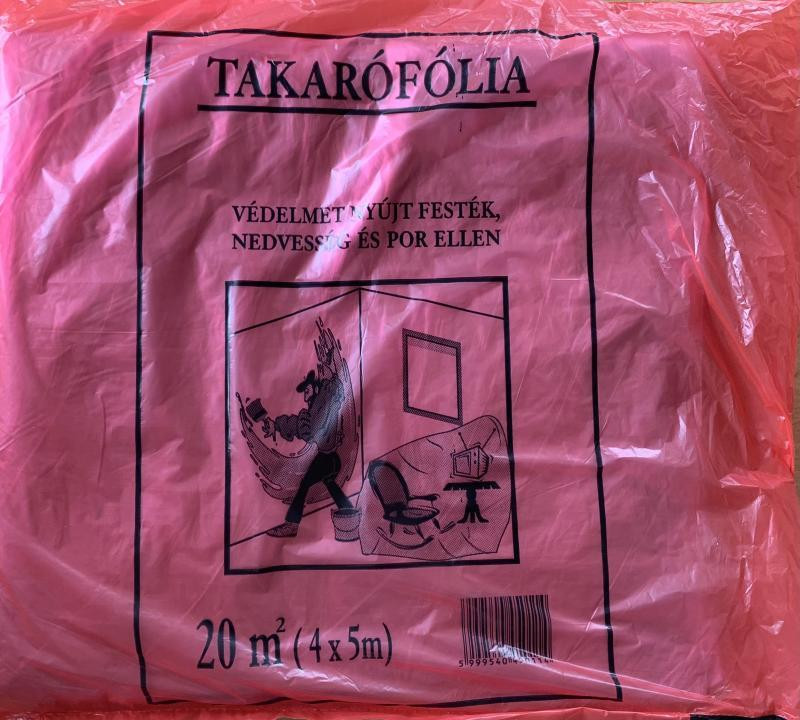 TAKARÓFÓLIA
VÉDELMET NYÚJT FESTÉK,
NEDVESSÉG ÉS POR ELLEN
20 m² (4 x 5m)